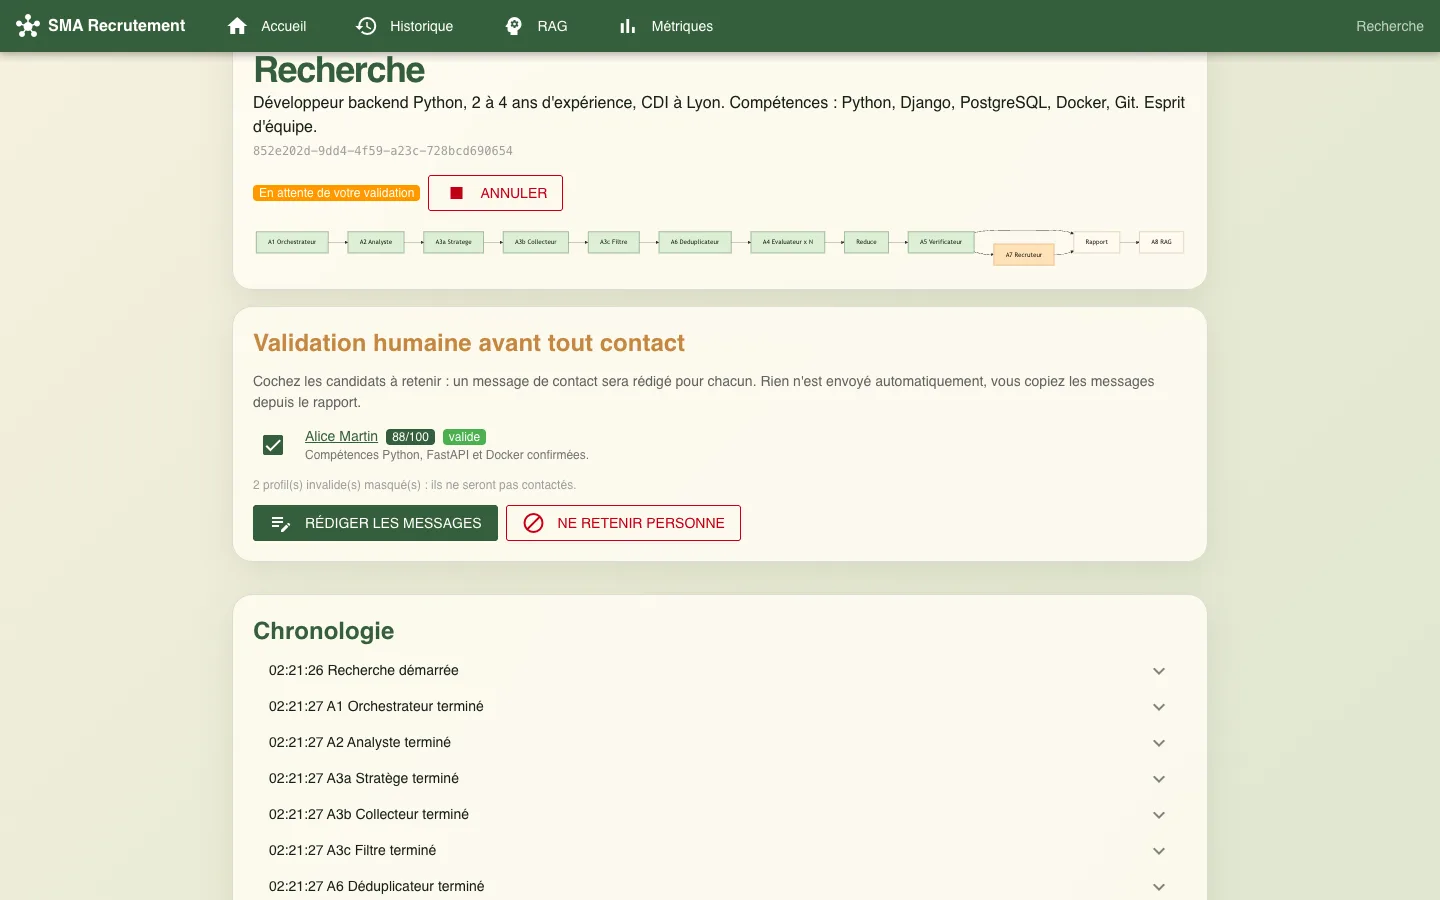 SMA Recrutement
Accueil
Historique
RAG
Métriques
Recherche
Recherche
Développeur backend Python, 2 à 4 ans d'expérience, CDI à Lyon. Compétences : Python, Django, PostgreSQL, Docker, Git. Esprit
d'équipe.
852e202d-9dd4-4f59-a23c-728bcd690654
En attente de votre validation
ANNULER
A1 Orchestrateur
A2 Analyste
A3a Stratege
A3b Collecteur
A3c Filtre
A6 Deduplicateur
A4 Evaluateur x N
Reduce
A5 Verificateur
A7 Recruteur
Rapport
A8 RAG
Validation humaine avant tout contact
Cochez les candidats à retenir : un message de contact sera rédigé pour chacun. Rien n'est envoyé automatiquement, vous copiez les messages
depuis le rapport.
Alice Martin 88/100 valide
Compétences Python, FastAPI et Docker confirmées.
2 profil(s) invalide(s) masqué(s) : ils ne seront pas contactés.
RÉDIGER LES MESSAGES
NE RETENIR PERSONNE
Chronologie
02:21:26 Recherche démarrée
02:21:27 A1 Orchestrateur terminé
02:21:27 A2 Analyste terminé
02:21:27 A3a Stratège terminé
02:21:27 A3b Collecteur terminé
02:21:27 A3c Filtre terminé
02:21:27 A6 Déduplicateur terminé